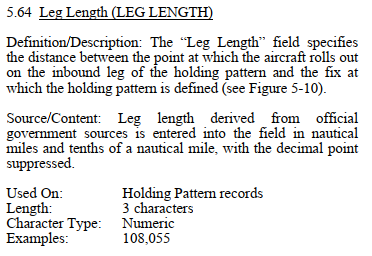 5.64 Leg Length (LEG LENGTH)
Definition/Description: The “Leg Length” field specifies
the distance between the point at which the aircraft rolls out
on the inbound leg of the holding pattern and the fix at
which the holding pattern is defined (see Figure 5-10).
Source/Content: Leg length derived from official
government sources is entered into the field in nautical
miles and tenths of a nautical mile, with the decimal point
suppressed.
Used On: Holding Pattern records
Length: 3 characters
Character Type: Numeric
Examples: 108,055